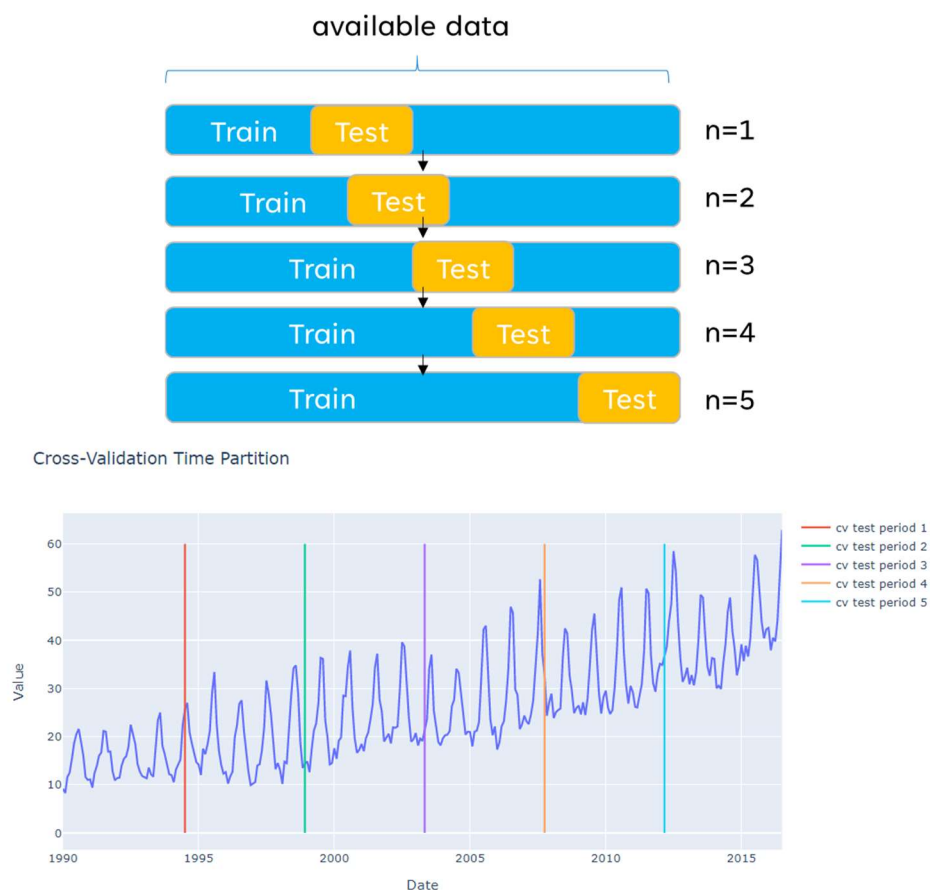 available data
Train Test n=1
Train Test n=2
Train Test n=3
Train Test n=4
Train Test n=5
Cross-Validation Time Partition
cv test period 1
cv test period 2
cv test period 3
cv test period 4
cv test period 5
60
50
40
30
20
10
0
Value
1990 1995 2000 2005 2010 2015
Date